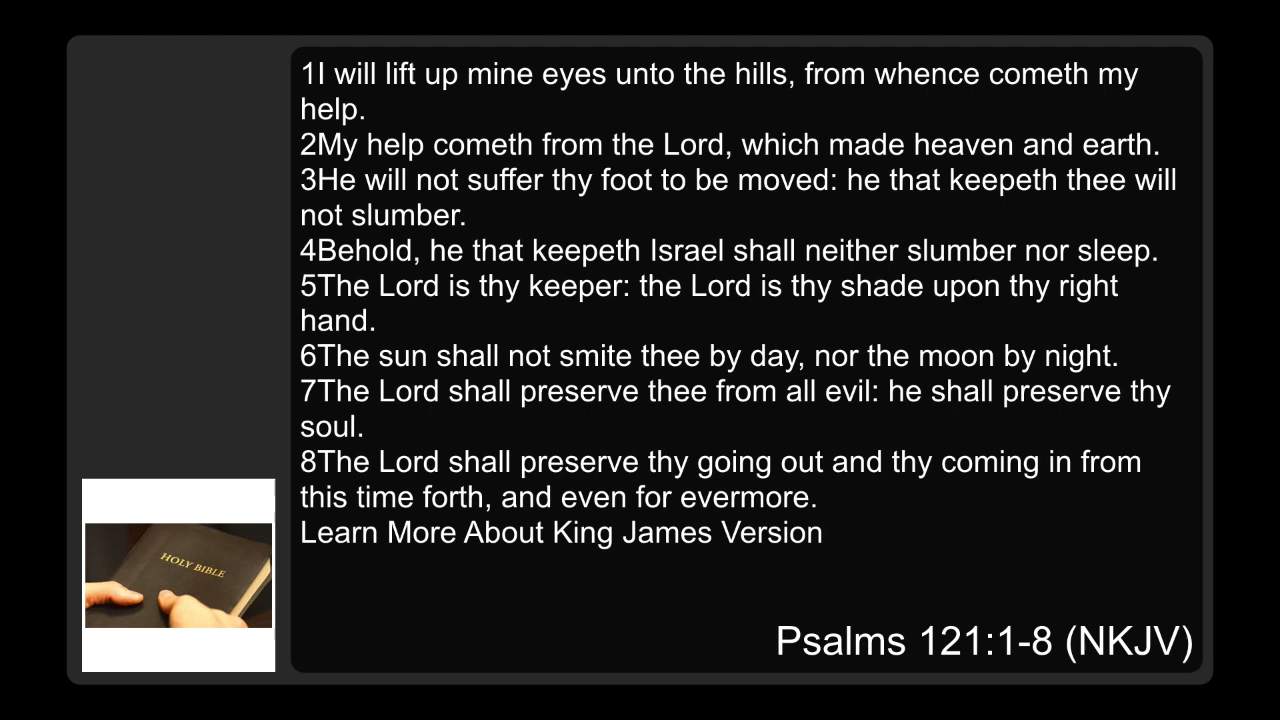 1I will lift up mine eyes unto the hills, from whence cometh my
help.
2My help cometh from the Lord, which made heaven and earth.
3He will not suffer thy foot to be moved: he that keepeth thee will
not slumber.
4Behold, he that keepeth Israel shall neither slumber nor sleep.
5The Lord is thy keeper: the Lord is thy shade upon thy right
hand.
6The sun shall not smite thee by day, nor the moon by night.
7The Lord shall preserve thee from all evil: he shall preserve thy
soul.
8The Lord shall preserve thy going out and thy coming in from
this time forth, and even for evermore.
Learn More About King James Version
HOLY BIBLE
Psalms 121:1-8 (NKJV)